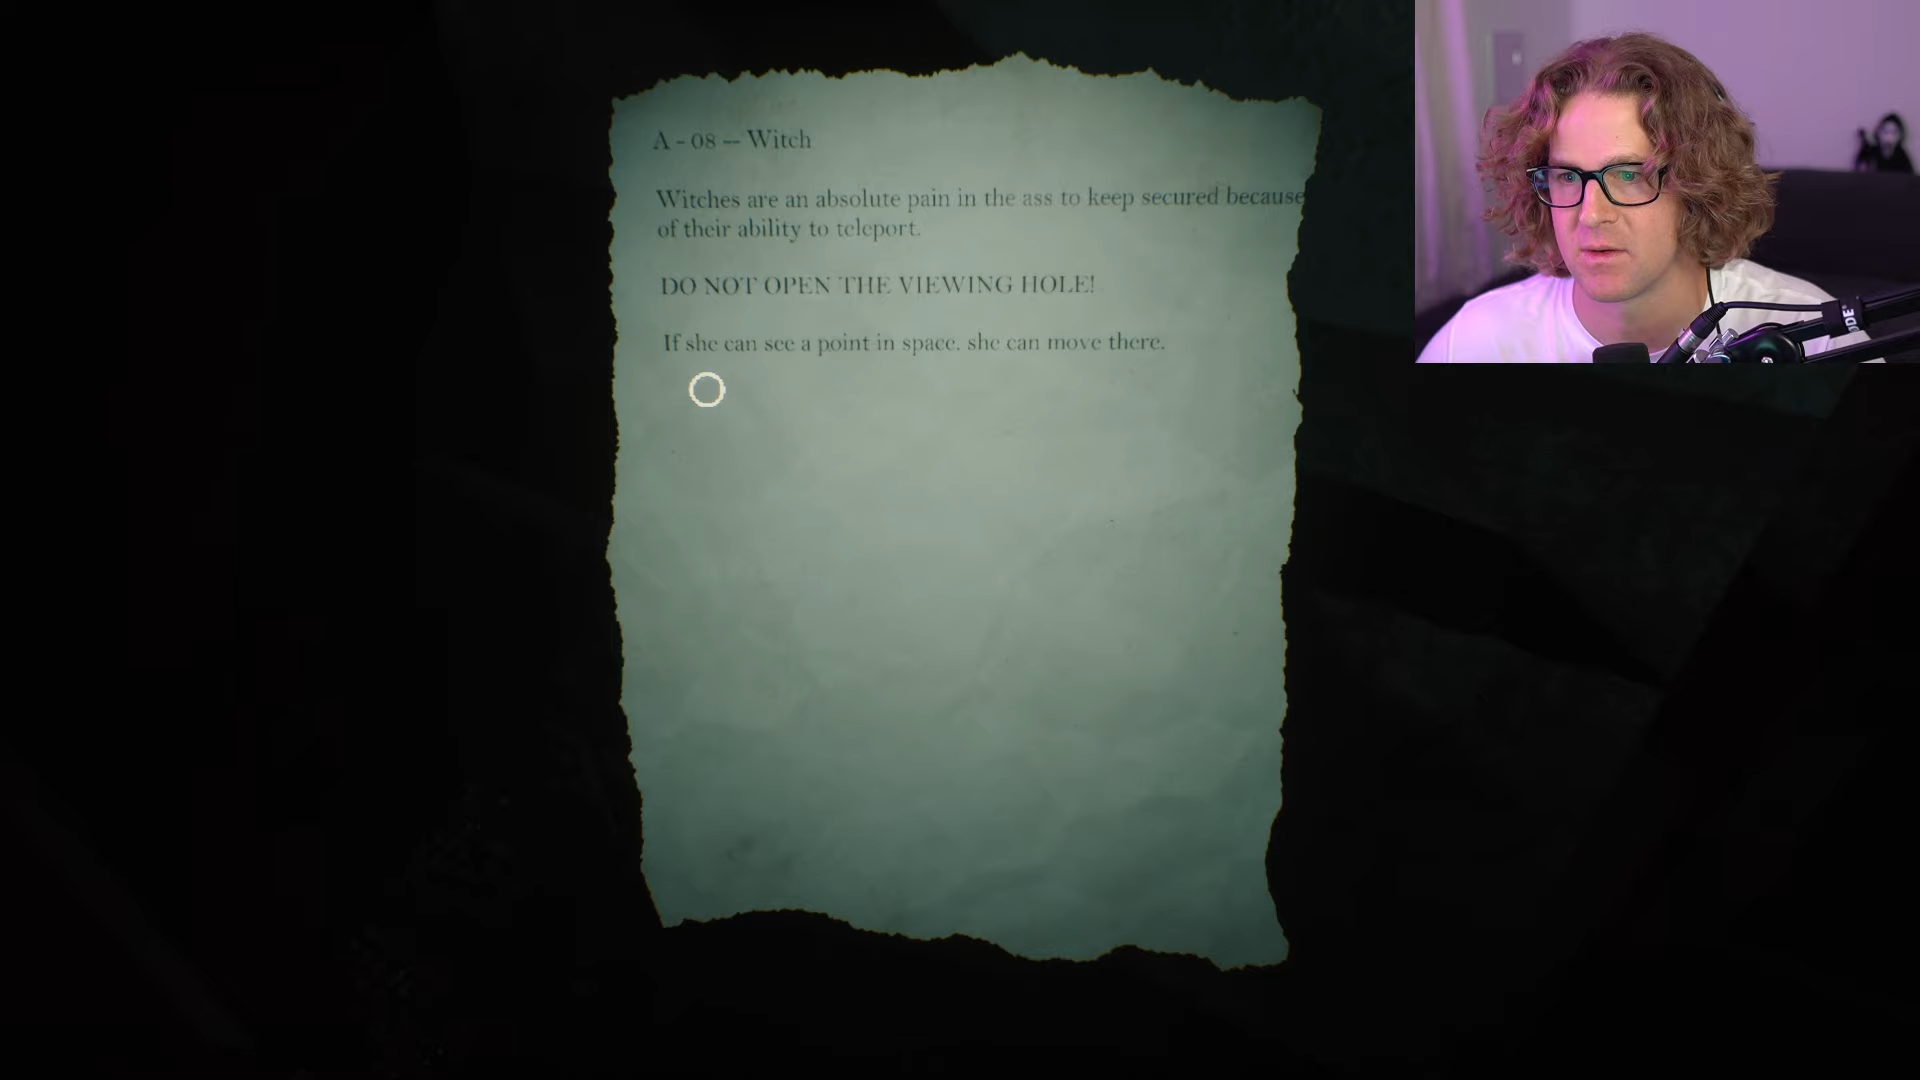 A - 08 -- Witch
Witches are an absolute pain in the ass to keep secured because
of their ability to teleport.
DO NOT OPEN THE VIEWING HOLE!
If she can see a point in space, she can move there.